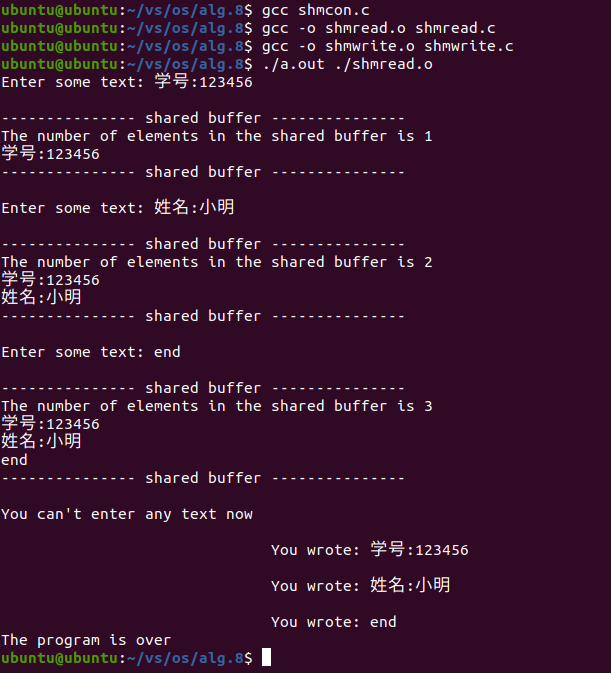 ubuntu@ubuntu:~/vs/os/alg.8$ gcc shmcon.c
ubuntu@ubuntu:~/vs/os/alg.8$ gcc -o shmread.o shmread.c
ubuntu@ubuntu:~/vs/os/alg.8$ gcc -o shmwrite.o shmwrite.c
ubuntu@ubuntu:~/vs/os/alg.8$ ./a.out ./shmread.o
Enter some text: 学号:123456
--------------- shared buffer ---------------
The number of elements in the shared buffer is 1
学号:123456
--------------- shared buffer ---------------
Enter some text: 姓名:小明
--------------- shared buffer ---------------
The number of elements in the shared buffer is 2
学号:123456
姓名:小明
--------------- shared buffer ---------------
Enter some text: end
--------------- shared buffer ---------------
The number of elements in the shared buffer is 3
学号:123456
姓名:小明
end
--------------- shared buffer ---------------
You can't enter any text now
You wrote: 学号:123456
You wrote: 姓名:小明
You wrote: end
The program is over
ubuntu@ubuntu:~/vs/os/alg.8$